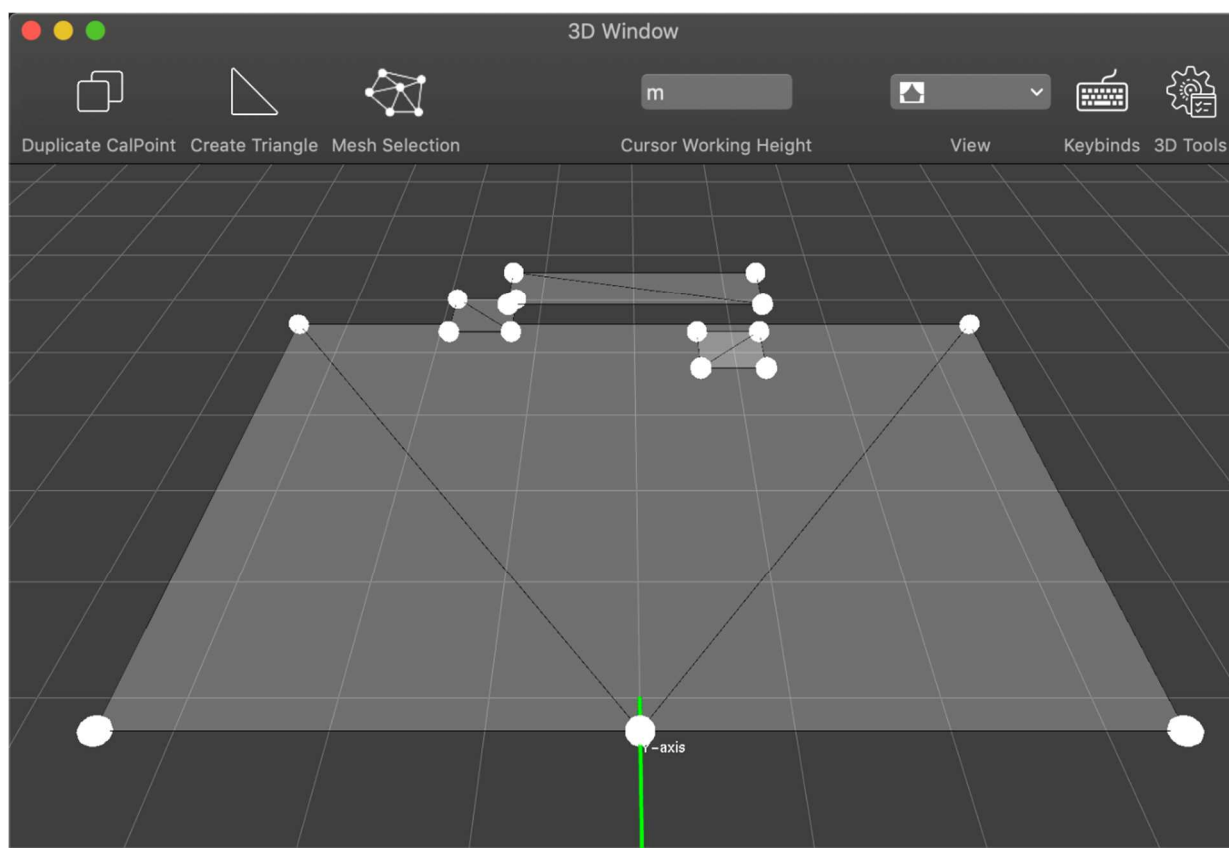 3D Window
m
Duplicate CalPoint Create Triangle Mesh Selection Cursor Working Height View Keybinds 3D Tools
Y-axis